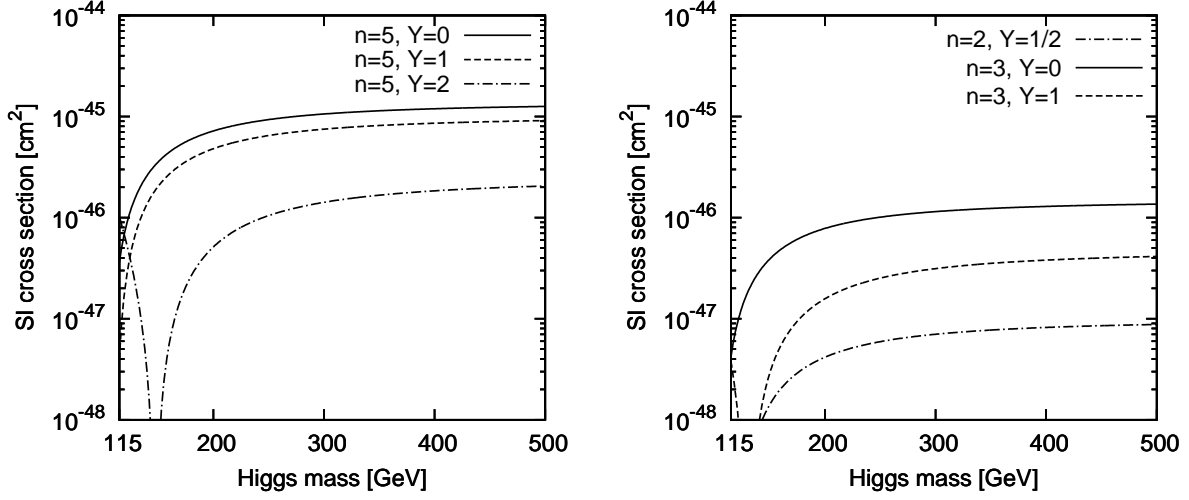 10^-44
n=5, Y=0
n=5, Y=1
n=5, Y=2
10^-45
10^-46
10^-47
10^-48
SI cross section [cm^2]
115 200 300 400 500
Higgs mass [GeV]
10^-44
n=2, Y=1/2
n=3, Y=0
n=3, Y=1
10^-45
10^-46
10^-47
10^-48
SI cross section [cm^2]
115 200 300 400 500
Higgs mass [GeV]